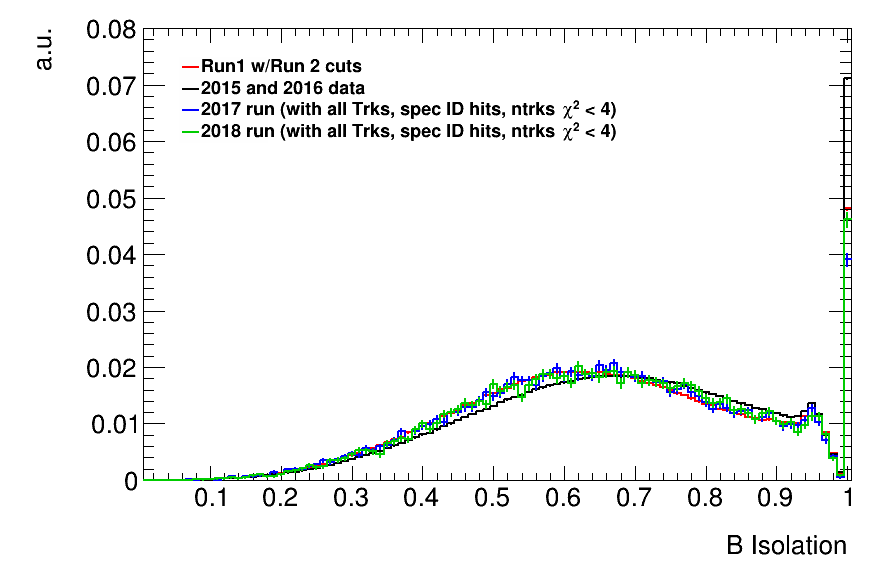 a.u.
0.08
0.07
0.06
0.05
0.04
0.03
0.02
0.01
0
Run1 w/Run 2 cuts
2015 and 2016 data
2017 run (with all Trks, spec ID hits, ntrks χ² < 4)
2018 run (with all Trks, spec ID hits, ntrks χ² < 4)
0.1 0.2 0.3 0.4 0.5 0.6 0.7 0.8 0.9 1
B Isolation